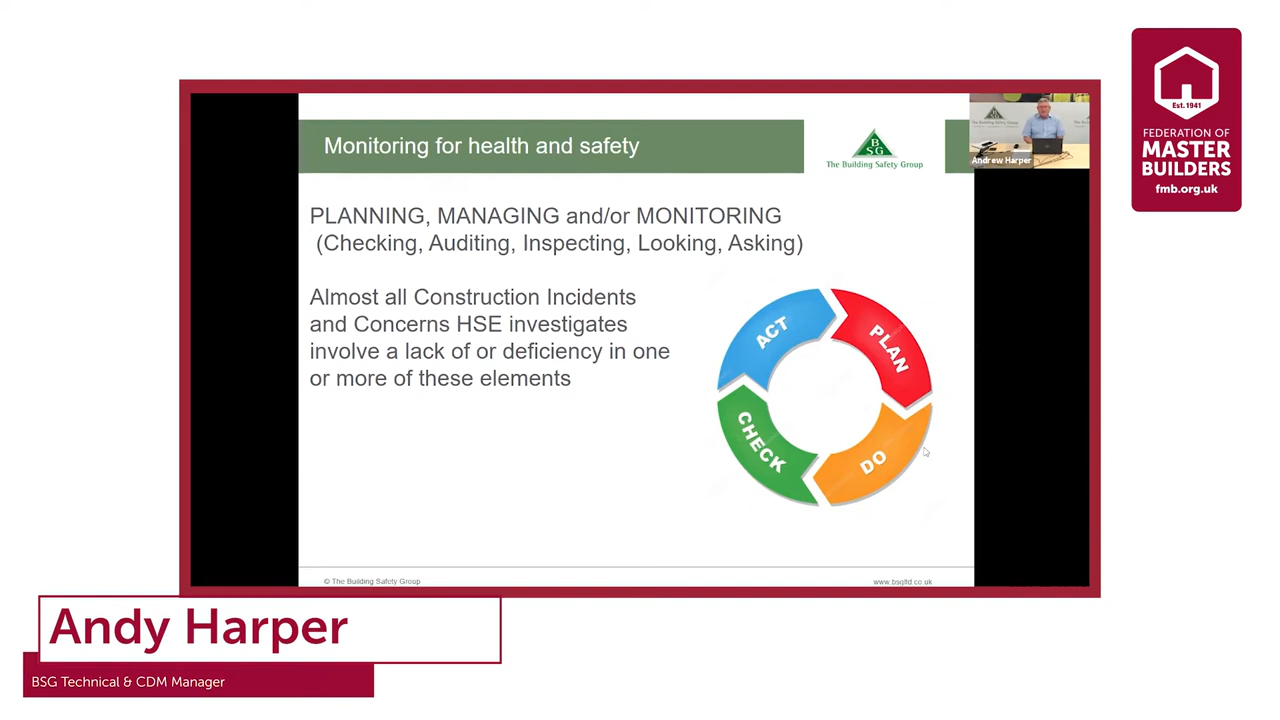 Monitoring for health and safety
B
S G
The Building Safety Group
Andrew Harper
Est. 1941
FEDERATION OF
MASTER
BUILDERS
fmb.org.uk
PLANNING, MANAGING and/or MONITORING
(Checking, Auditing, Inspecting, Looking, Asking)
Almost all Construction Incidents
and Concerns HSE investigates
involve a lack of or deficiency in one
or more of these elements
ACT
PLAN
CHECK
DO
© The Building Safety Group
www.bsgltd.co.uk
Andy Harper
BSG Technical & CDM Manager